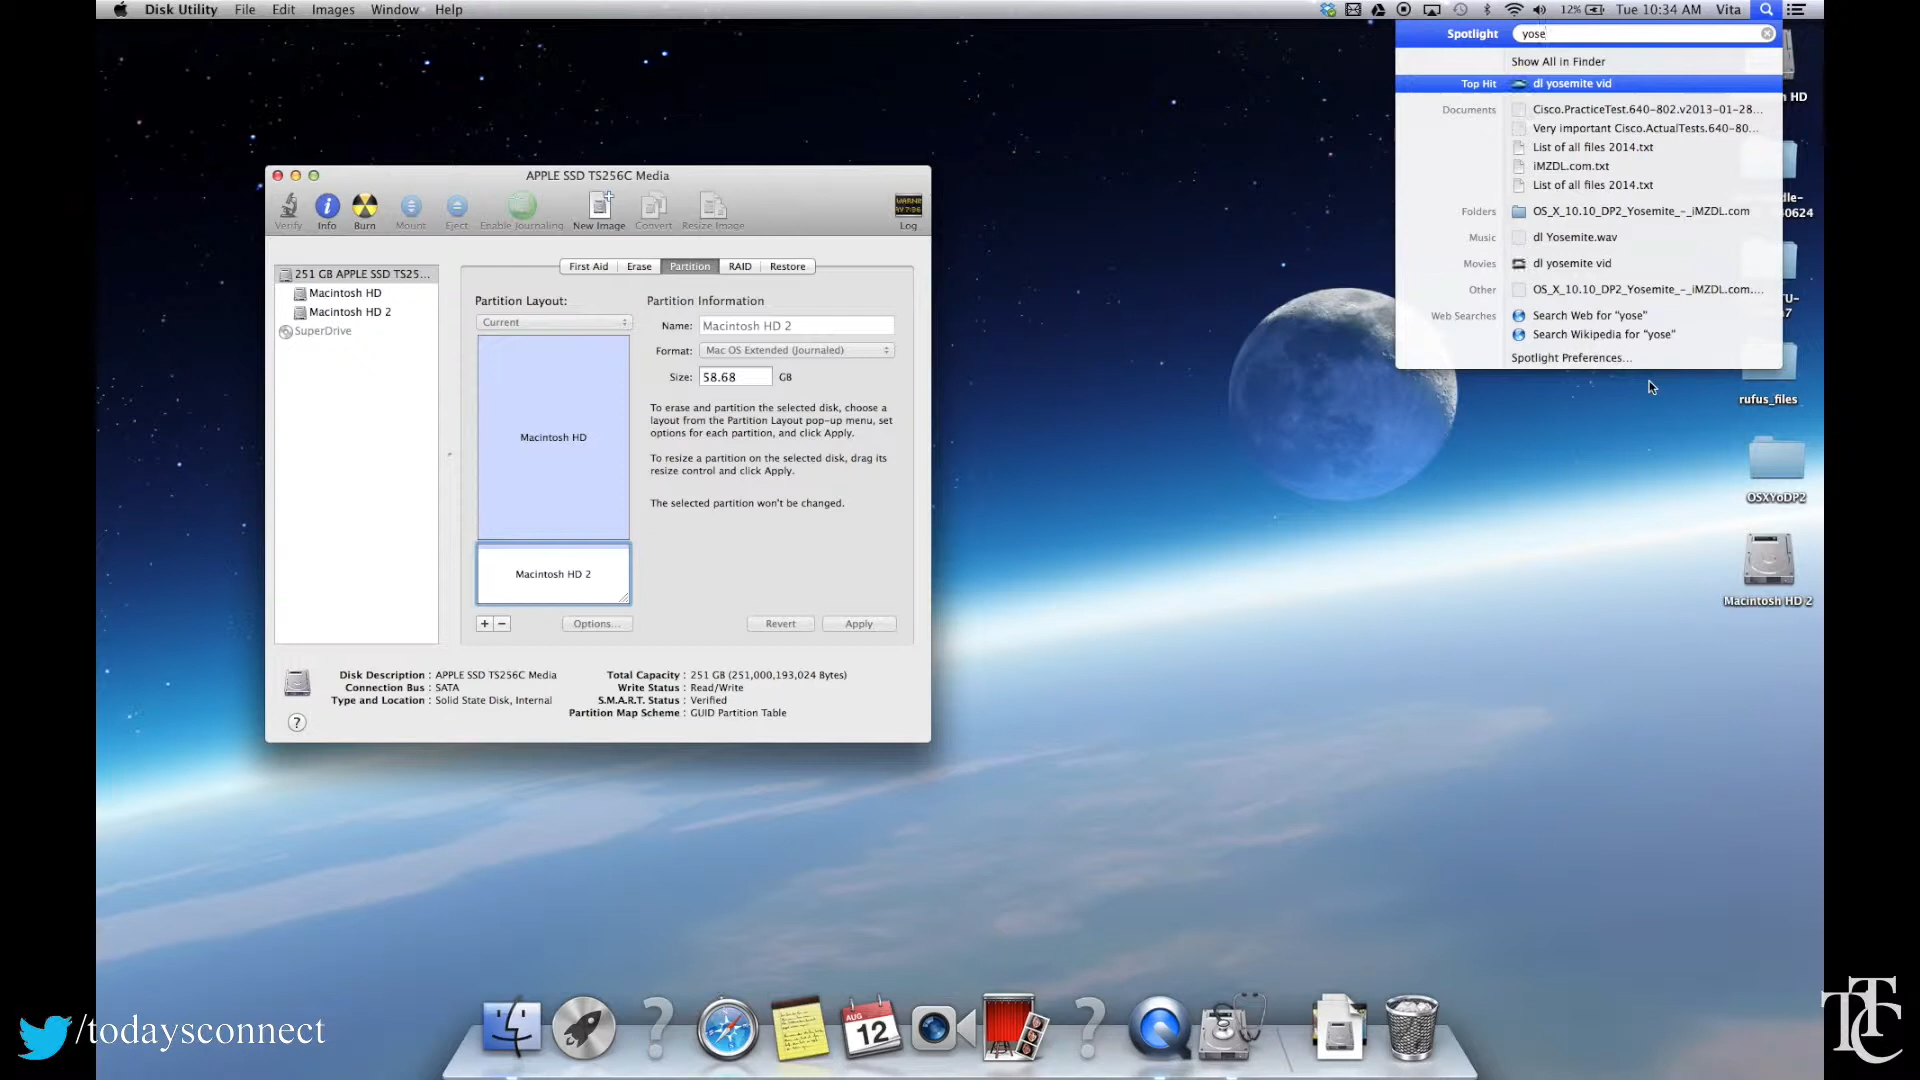 Disk Utility File Edit Images Window Help
12% Tue 10:34 AM Vita
Spotlight yose
Show All in Finder
Top Hit dl yosemite vid
Documents Cisco.PracticeTest.640-802.v2013-01-28...
Very important Cisco.ActualTests.640-80...
List of all files 2014.txt
iMZDL.com.txt
List of all files 2014.txt
Folders OS_X_10.10_DP2_Yosemite_-_iMZDL.com
Music dl Yosemite.wav
Movies dl yosemite vid
Other OS_X_10.10_DP2_Yosemite_-_iMZDL.com....
Web Searches Search Web for "yose"
Search Wikipedia for "yose"
Spotlight Preferences...
HD
dle-
0624
TU-
7
rufus_files
OSXYoDP2
Macintosh HD 2
APPLE SSD TS256C Media
Verify Info Burn Mount Eject Enable Journaling New Image Convert Resize Image Log
251 GB APPLE SSD TS25...
Macintosh HD
Macintosh HD 2
SuperDrive
First Aid Erase Partition RAID Restore
Partition Layout: Partition Information
Current
Name: Macintosh HD 2
Format: Mac OS Extended (Journaled)
Size: 58.68 GB
To erase and partition the selected disk, choose a
layout from the Partition Layout pop-up menu, set
options for each partition, and click Apply.
To resize a partition on the selected disk, drag its
resize control and click Apply.
The selected partition won't be changed.
Macintosh HD
Macintosh HD 2
+ − Options... Revert Apply
Disk Description : APPLE SSD TS256C Media
Connection Bus : SATA
Type and Location : Solid State Disk, Internal
Total Capacity : 251 GB (251,000,193,024 Bytes)
Write Status : Read/Write
S.M.A.R.T. Status : Verified
Partition Map Scheme : GUID Partition Table
?
AUG
12
/todaysconnect
TTC